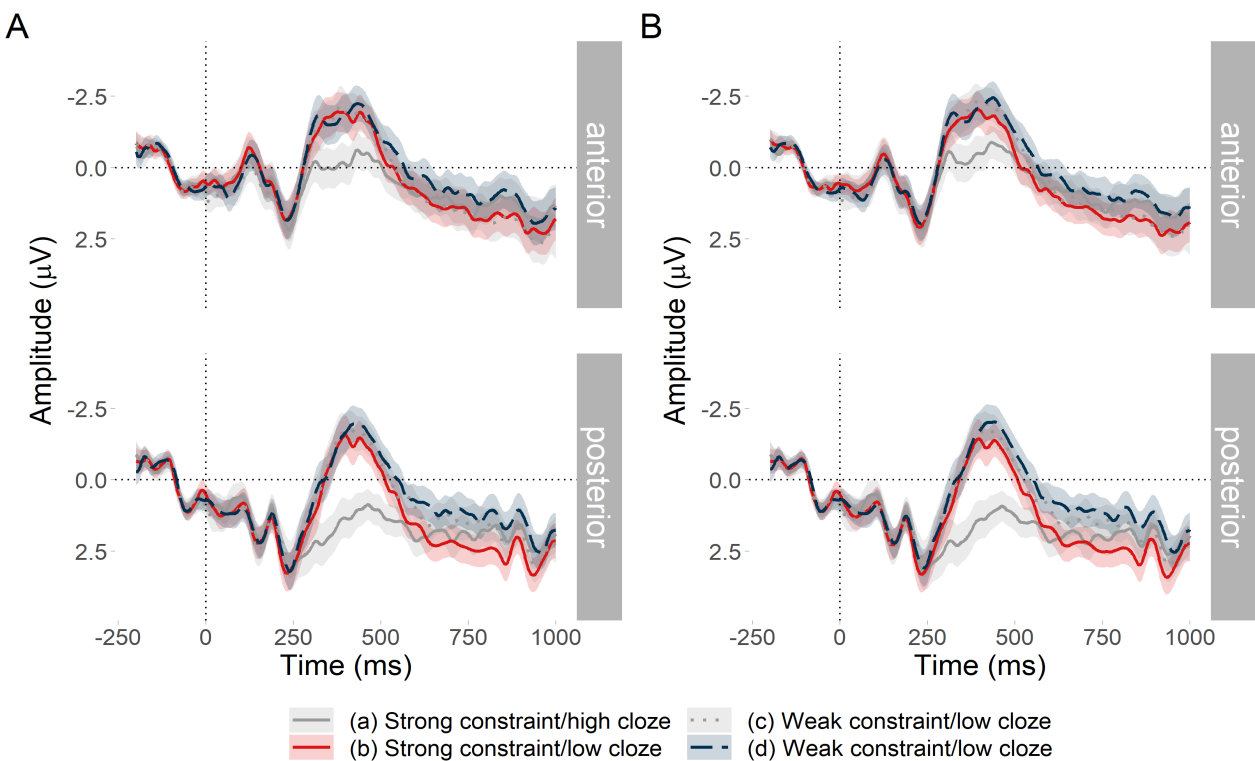 A
B
-2.5
0.0
2.5
anterior
-2.5
0.0
2.5
anterior
Amplitude (μV)
Amplitude (μV)
-2.5
0.0
2.5
posterior
-2.5
0.0
2.5
posterior
-250 0 250 500 750 1000
-250 0 250 500 750 1000
Time (ms)
Time (ms)
(a) Strong constraint/high cloze
(c) Weak constraint/low cloze
(b) Strong constraint/low cloze
(d) Weak constraint/low cloze